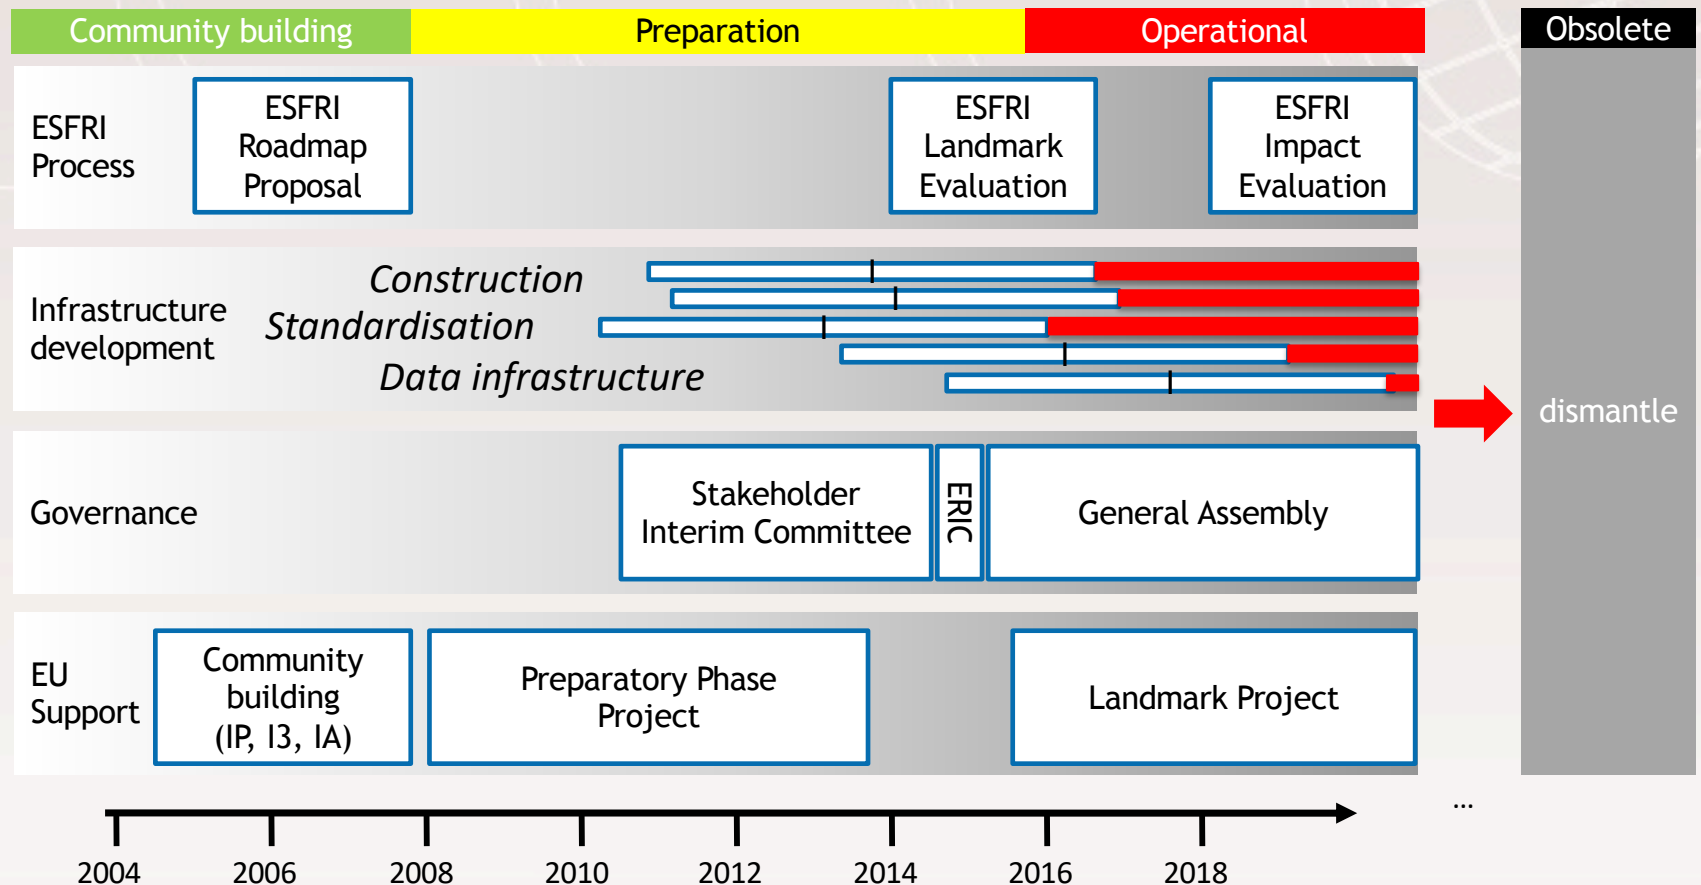 Community building
Preparation
Operational
Obsolete
ESFRI
Process
ESFRI
Roadmap
Proposal
ESFRI
Landmark
Evaluation
ESFRI
Impact
Evaluation
Infrastructure
development
Construction
Standardisation
Data infrastructure
dismantle
Governance
Stakeholder
Interim Committee
ERIC
General Assembly
EU
Support
Community
building
(IP, I3, IA)
Preparatory Phase
Project
Landmark Project
...
2004
2006
2008
2010
2012
2014
2016
2018